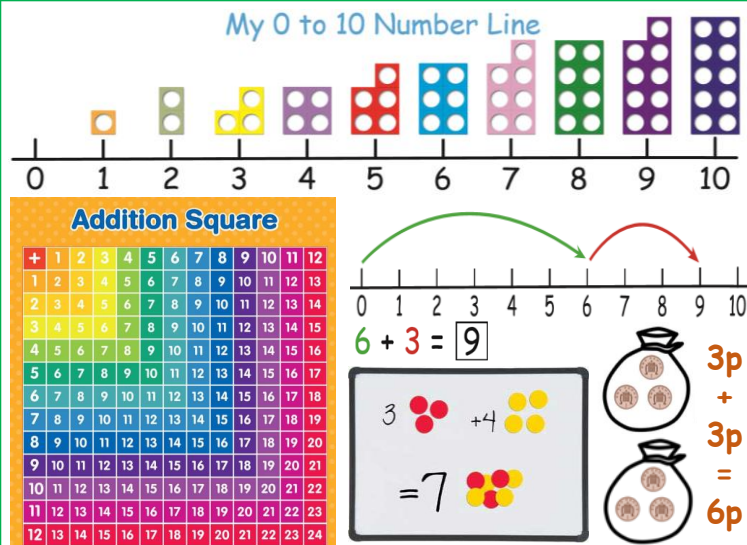 My 0 to 10 Number Line
0 1 2 3 4 5 6 7 8 9 10
Addition Square
+ 1 2 3 4 5 6 7 8 9 10 11 12
1 2 3 4 5 6 7 8 9 10 11 12 13
2 3 4 5 6 7 8 9 10 11 12 13 14
3 4 5 6 7 8 9 10 11 12 13 14 15
4 5 6 7 8 9 10 11 12 13 14 15 16
5 6 7 8 9 10 11 12 13 14 15 16 17
6 7 8 9 10 11 12 13 14 15 16 17 18
7 8 9 10 11 12 13 14 15 16 17 18 19
8 9 10 11 12 13 14 15 16 17 18 19 20
9 10 11 12 13 14 15 16 17 18 19 20 21
10 11 12 13 14 15 16 17 18 19 20 21 22
11 12 13 14 15 16 17 18 19 20 21 22 23
12 13 14 15 16 17 18 19 20 21 22 23 24
0 1 2 3 4 5 6 7 8 9 10
6 + 3 = 9
3 +4
=7
3p
+
3p
=
6p